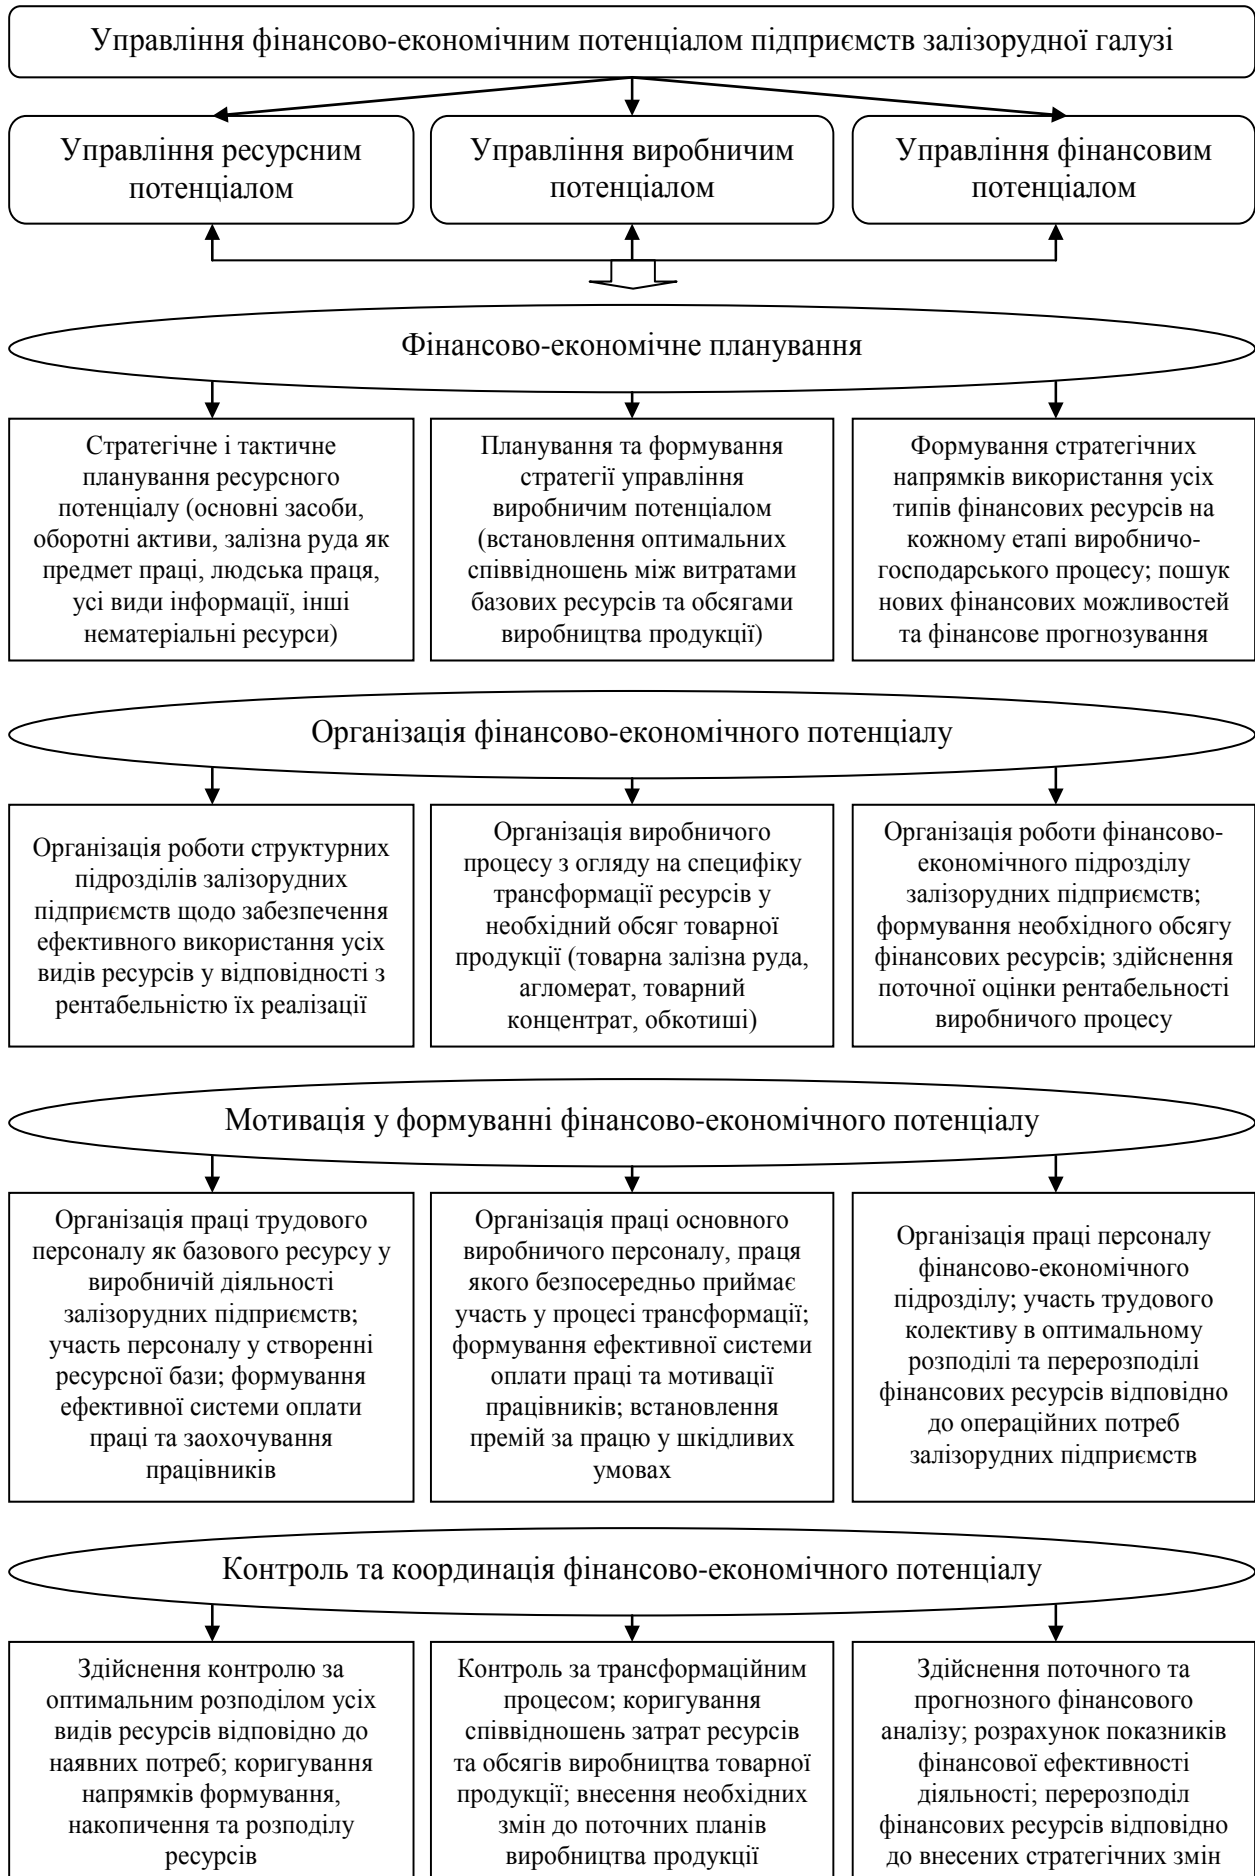 Управління фінансово-економічним потенціалом підприємств залізорудної галузі
Управління ресурсним
потенціалом
Управління виробничим
потенціалом
Управління фінансовим
потенціалом
Фінансово-економічне планування
Стратегічне і тактичне
планування ресурсного
потенціалу (основні засоби,
оборотні активи, залізна руда як
предмет праці, людська праця,
усі види інформації, інші
нематеріальні ресурси)
Планування та формування
стратегії управління
виробничим потенціалом
(встановлення оптимальних
співвідношень між витратами
базових ресурсів та обсягами
виробництва продукції)
Формування стратегічних
напрямків використання усіх
типів фінансових ресурсів на
кожному етапі виробничо-
господарського процесу; пошук
нових фінансових можливостей
та фінансове прогнозування
Організація фінансово-економічного потенціалу
Організація роботи структурних
підрозділів залізорудних
підприємств щодо забезпечення
ефективного використання усіх
видів ресурсів у відповідності з
рентабельністю їх реалізації
Організація виробничого
процесу з огляду на специфіку
трансформації ресурсів у
необхідний обсяг товарної
продукції (товарна залізна руда,
агломерат, товарний
концентрат, обкотиші)
Організація роботи фінансово-
економічного підрозділу
залізорудних підприємств;
формування необхідного обсягу
фінансових ресурсів; здійснення
поточної оцінки рентабельності
виробничого процесу
Мотивація у формуванні фінансово-економічного потенціалу
Організація праці трудового
персоналу як базового ресурсу у
виробничій діяльності
залізорудних підприємств;
участь персоналу у створенні
ресурсної бази; формування
ефективної системи оплати
праці та заохочування
працівників
Організація праці основного
виробничого персоналу, праця
якого безпосередньо приймає
участь у процесі трансформації;
формування ефективної системи
оплати праці та мотивації
працівників; встановлення
премій за працю у шкідливих
умовах
Організація праці персоналу
фінансово-економічного
підрозділу; участь трудового
колективу в оптимальному
розподілі та перерозподілі
фінансових ресурсів відповідно
до операційних потреб
залізорудних підприємств
Контроль та координація фінансово-економічного потенціалу
Здійснення контролю за
оптимальним розподілом усіх
видів ресурсів відповідно до
наявних потреб; коригування
напрямків формування,
накопичення та розподілу
ресурсів
Контроль за трансформаційним
процесом; коригування
співвідношень затрат ресурсів
та обсягів виробництва товарної
продукції; внесення необхідних
змін до поточних планів
виробництва продукції
Здійснення поточного та
прогнозного фінансового
аналізу; розрахунок показників
фінансової ефективності
діяльності; перерозподіл
фінансових ресурсів відповідно
до внесених стратегічних змін